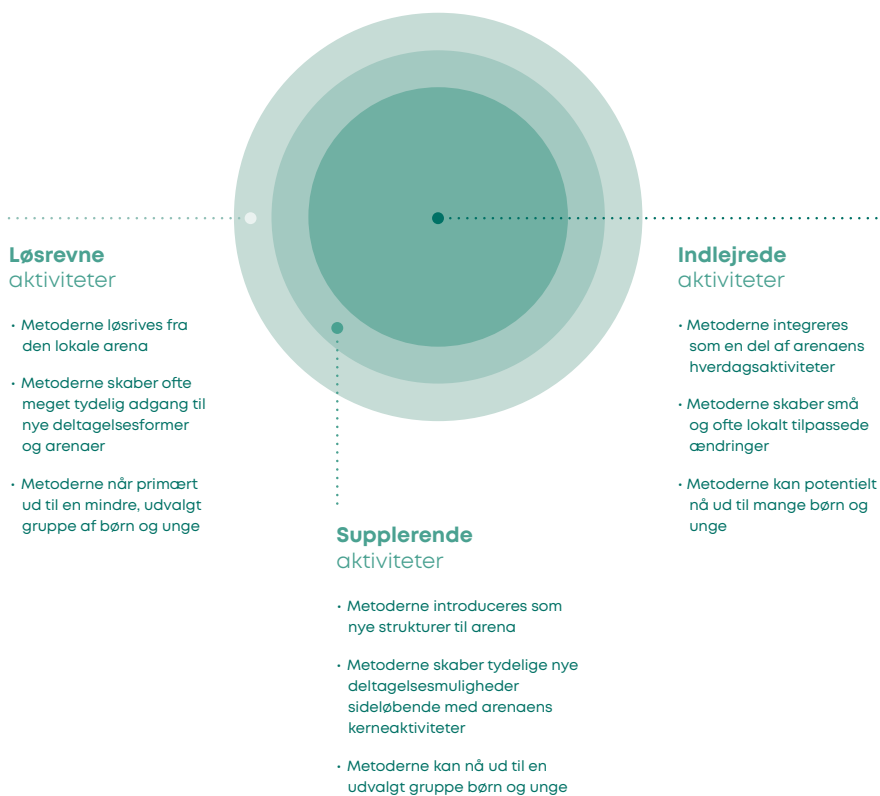 Løsrevne
aktiviteter
· Metoderne løsrives fra
den lokale arena
· Metoderne skaber ofte
meget tydelig adgang til
nye deltagelsesformer
og arenaer
· Metoderne når primært
ud til en mindre, udvalgt
gruppe af børn og unge
Supplerende
aktiviteter
· Metoderne introduceres som
nye strukturer til arena
· Metoderne skaber tydelige nye
deltagelsesmuligheder
sideløbende med arenaens
kerneaktiviteter
· Metoderne kan nå ud til en
udvalgt gruppe børn og unge
Indlejrede
aktiviteter
· Metoderne integreres
som en del af arenaens
hverdagsaktiviteter
· Metoderne skaber små
og ofte lokalt tilpassede
ændringer
· Metoderne kan potentielt
nå ud til mange børn og
unge